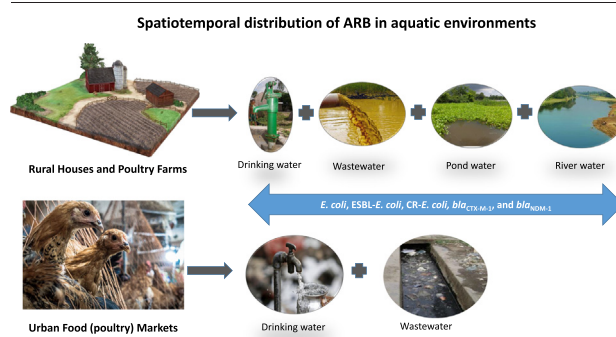 Spatiotemporal distribution of ARB in aquatic environments
Drinking water
Wastewater
Pond water
River water
Rural Houses and Poultry Farms
E. coli, ESBL-E. coli, CR-E. coli, blaCTX-M-1, and blaNDM-1
Urban Food (poultry) Markets
Drinking water
Wastewater